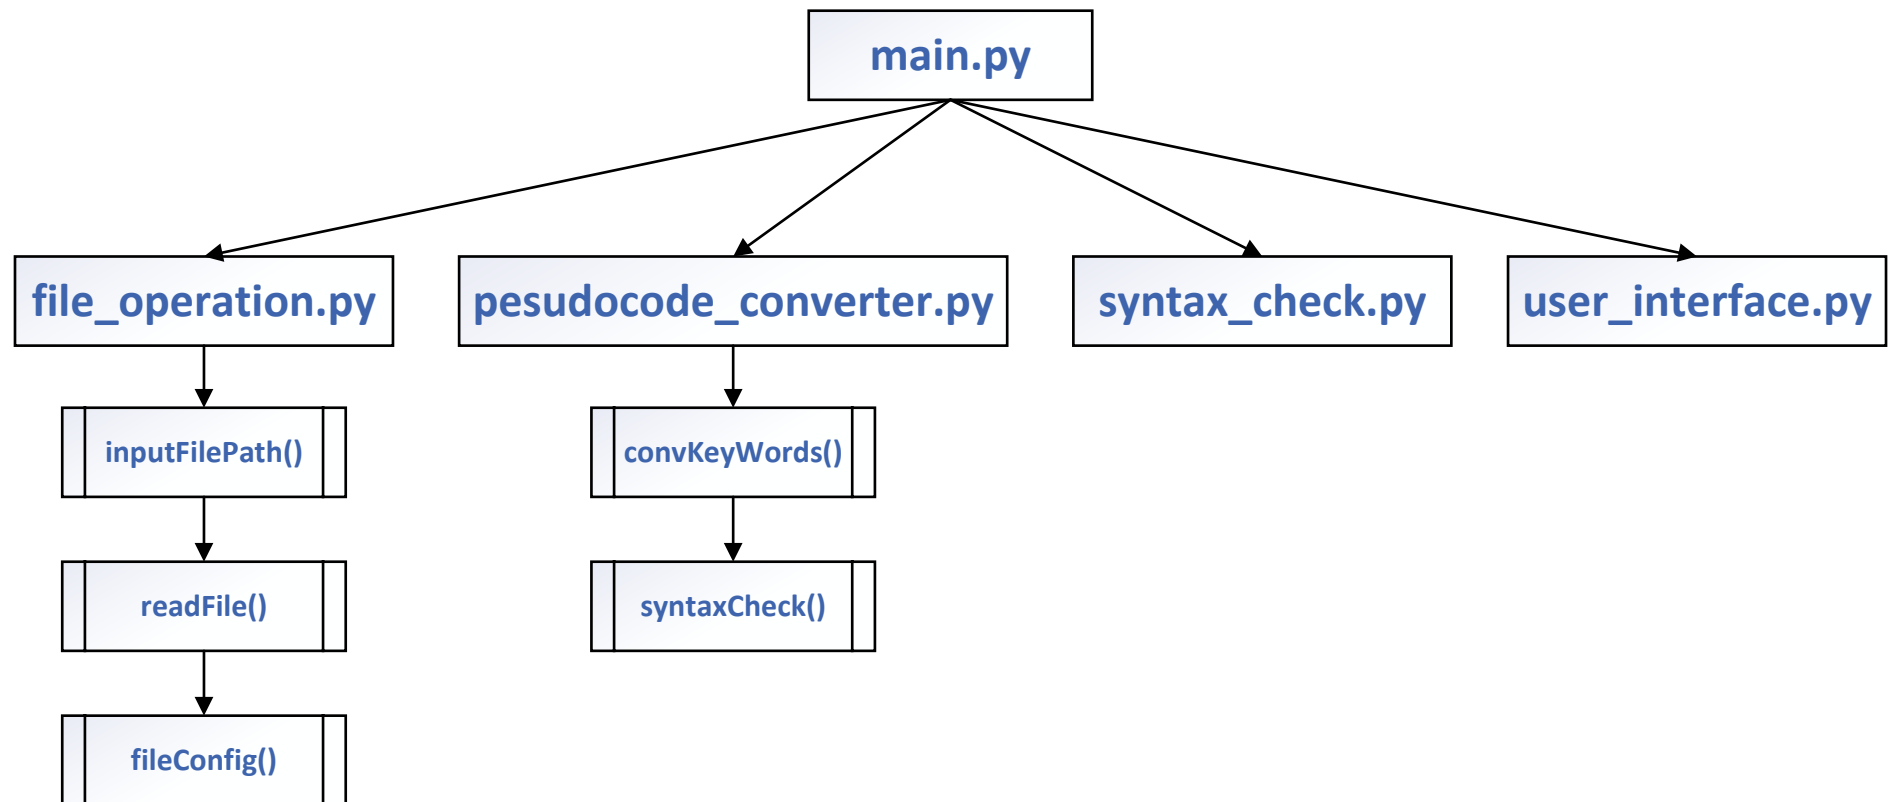 main.py
file_operation.py
pesudocode_converter.py
syntax_check.py
user_interface.py
inputFilePath()
convKeyWords()
readFile()
syntaxCheck()
fileConfig()